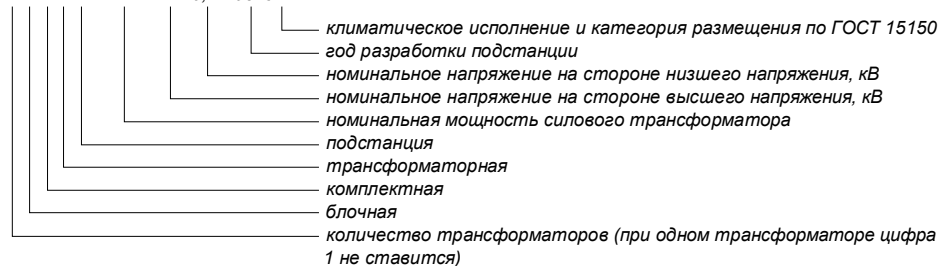 климатическое исполнение и категория размещения по ГОСТ 15150
год разработки подстанции
номинальное напряжение на стороне низшего напряжения, кВ
номинальное напряжение на стороне высшего напряжения, кВ
номинальная мощность силового трансформатора
подстанция
трансформаторная
комплектная
блочная
количество трансформаторов (при одном трансформаторе цифра
1 не ставится)